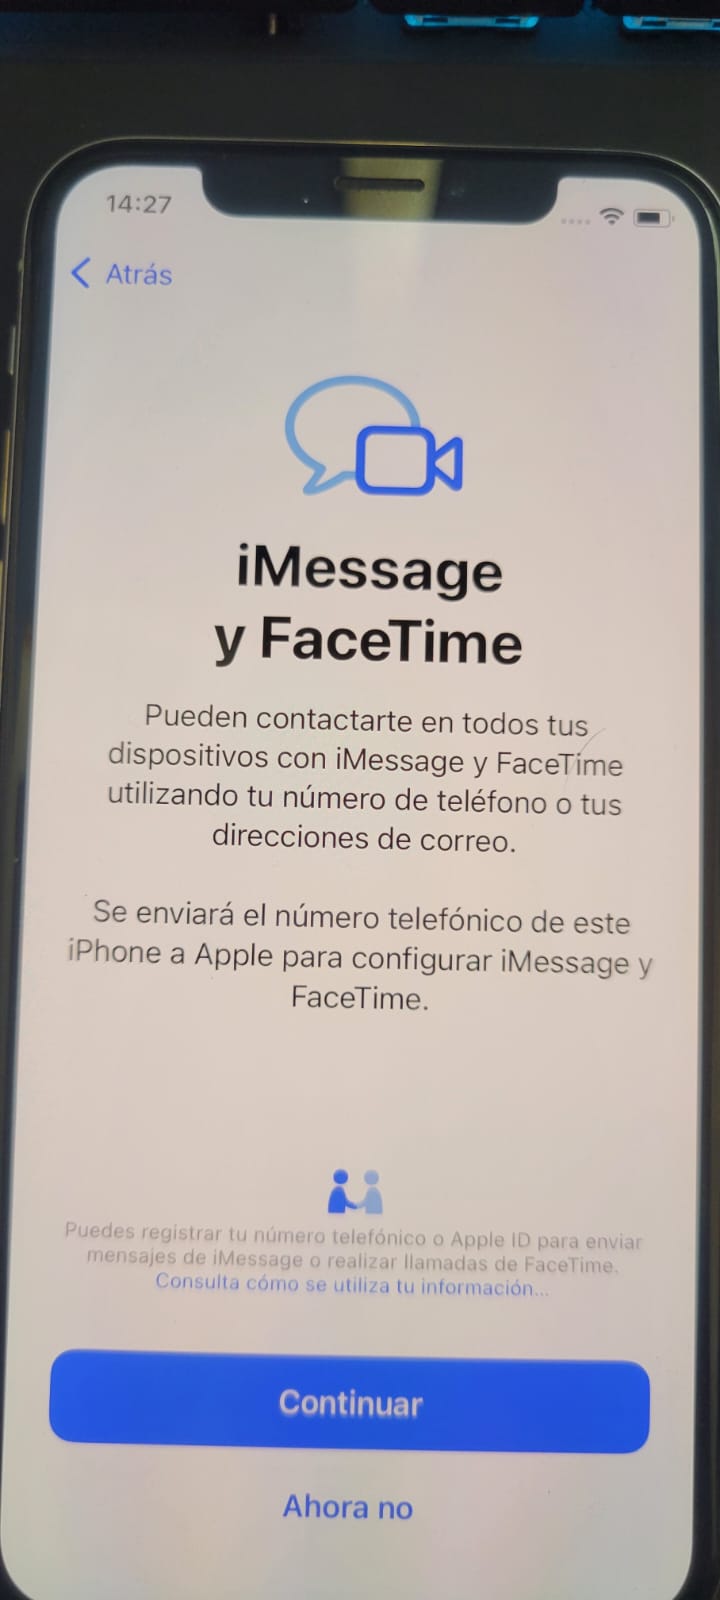 14:27
Atrás
iMessage
y FaceTime
Pueden contactarte en todos tus
dispositivos con iMessage y FaceTime
utilizando tu número de teléfono o tus
direcciones de correo.
Se enviará el número telefónico de este
iPhone a Apple para configurar iMessage y
FaceTime.
Puedes registrar tu número telefónico o Apple ID para enviar
mensajes de iMessage o realizar llamadas de FaceTime.
Consulta cómo se utiliza tu información...
Continuar
Ahora no